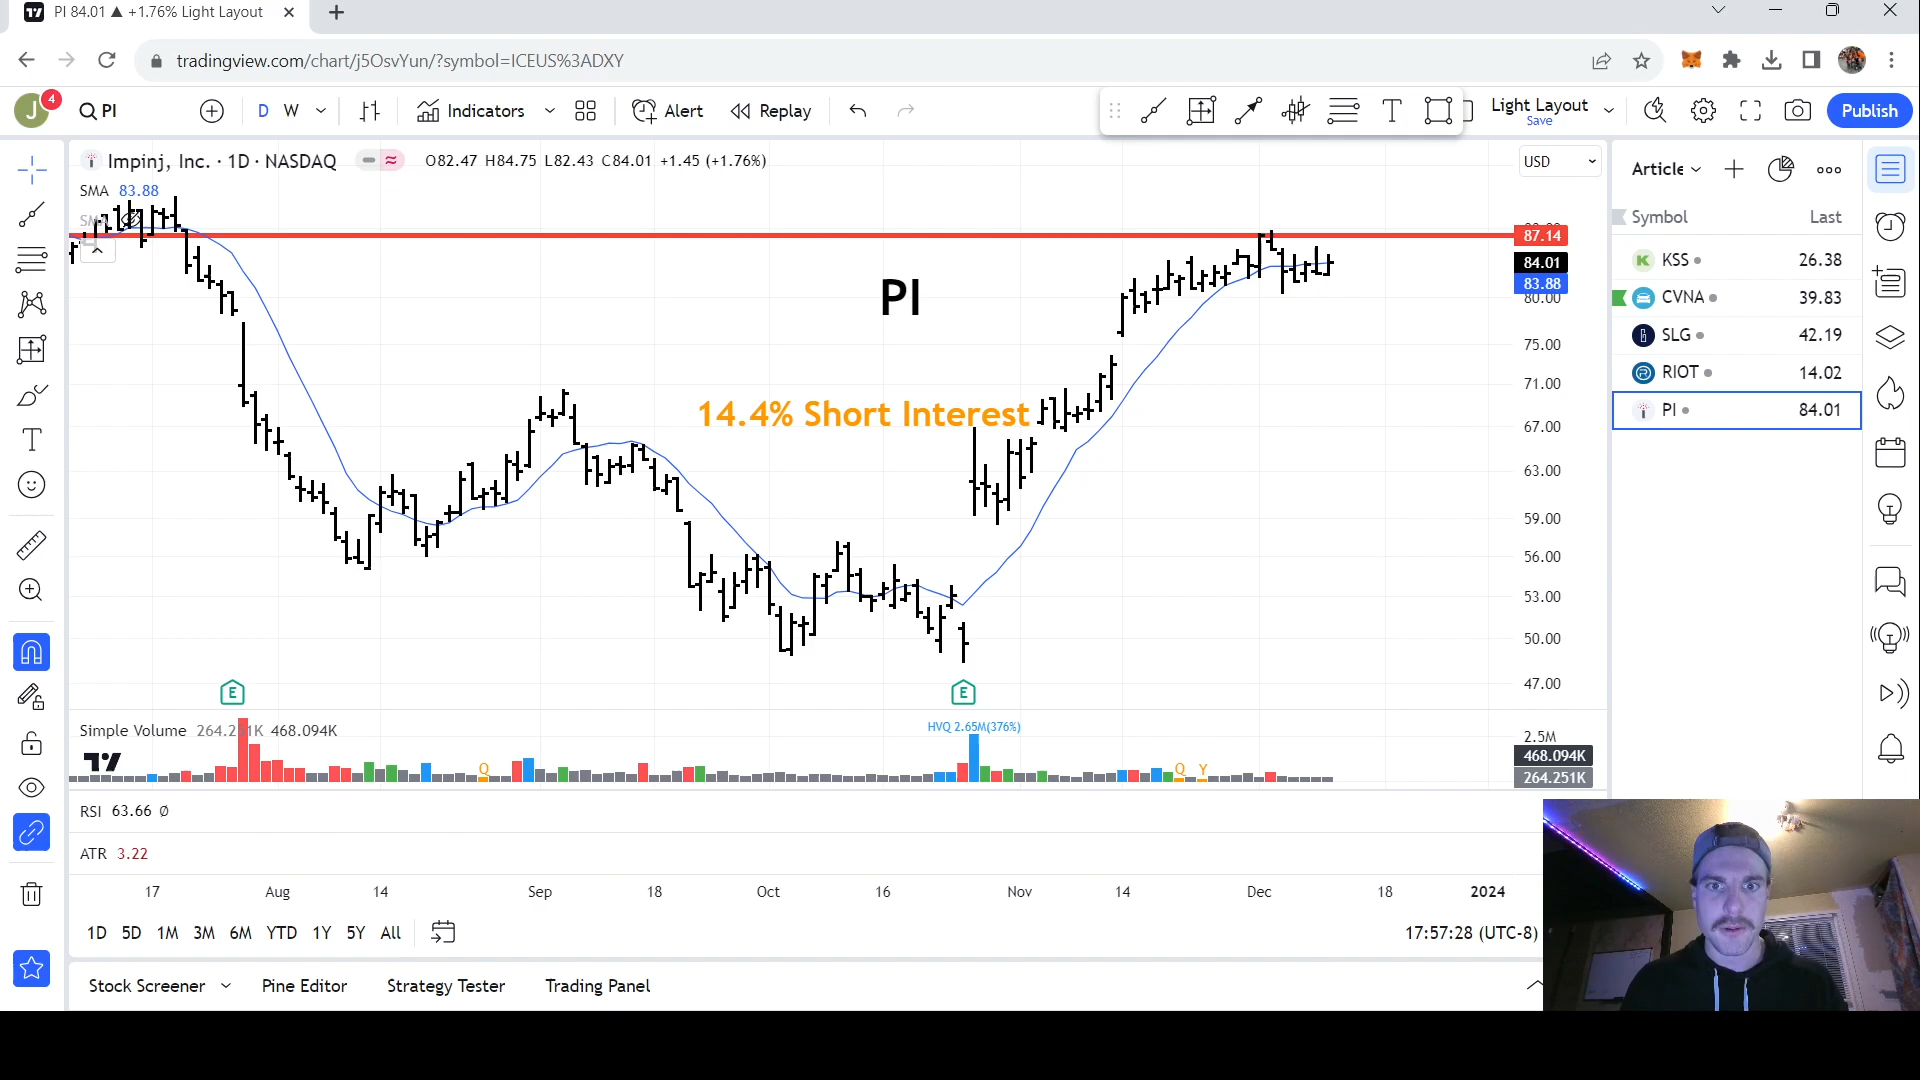 PI 84.01 ▲ +1.76% Light Layout
tradingview.com/chart/j5OsvYun/?symbol=ICEUS%3ADXY
J 4 PI D W Indicators Alert Replay Light Layout Save Publish
Impinj, Inc. · 1D · NASDAQ O82.47 H84.75 L82.43 C84.01 +1.45 (+1.76%) USD
SMA 83.88
SMA
87.14
84.01
83.88
80.00
75.00
71.00
67.00
63.00
59.00
56.00
53.00
50.00
47.00
PI
14.4% Short Interest
E E
Simple Volume 264.251K 468.094K
HVQ 2.65M(376%)
2.5M
468.094K
264.251K
Q Q Y
RSI 63.66 Ø
ATR 3.22
17 Aug 14 Sep 18 Oct 16 Nov 14 Dec 18 2024
1D 5D 1M 3M 6M YTD 1Y 5Y All 17:57:28 (UTC-8)
Stock Screener Pine Editor Strategy Tester Trading Panel
Article
Symbol Last
KSS 26.38
CVNA 39.83
SLG 42.19
RIOT 14.02
PI 84.01